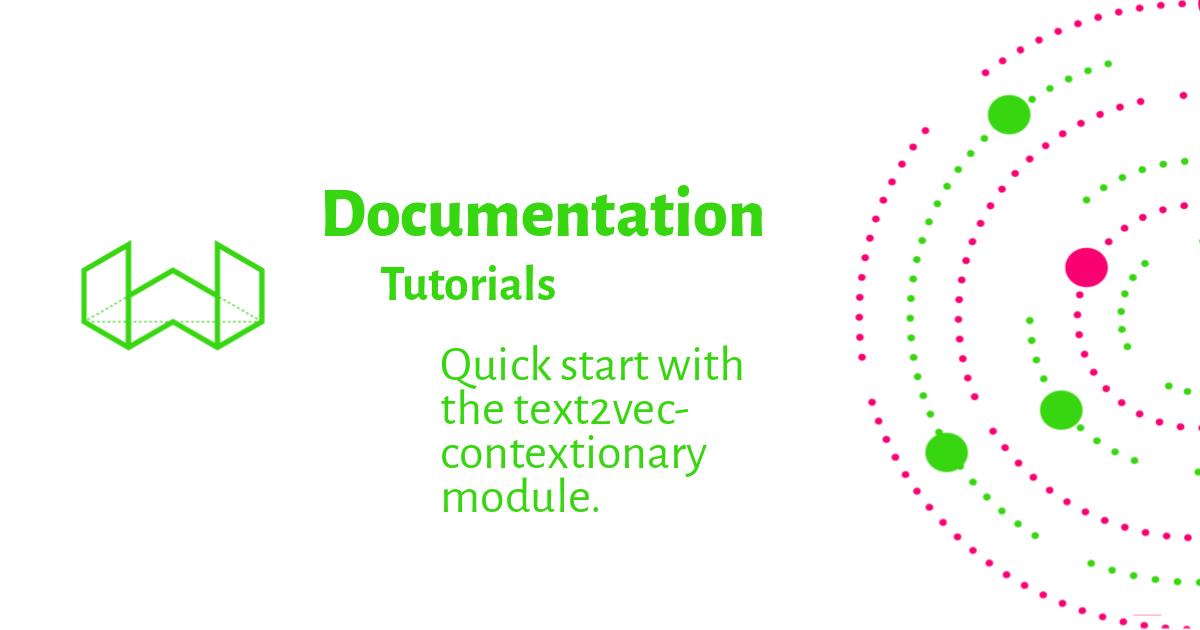 Documentation
Tutorials
Quick start with
the text2vec-
contextionary
module.